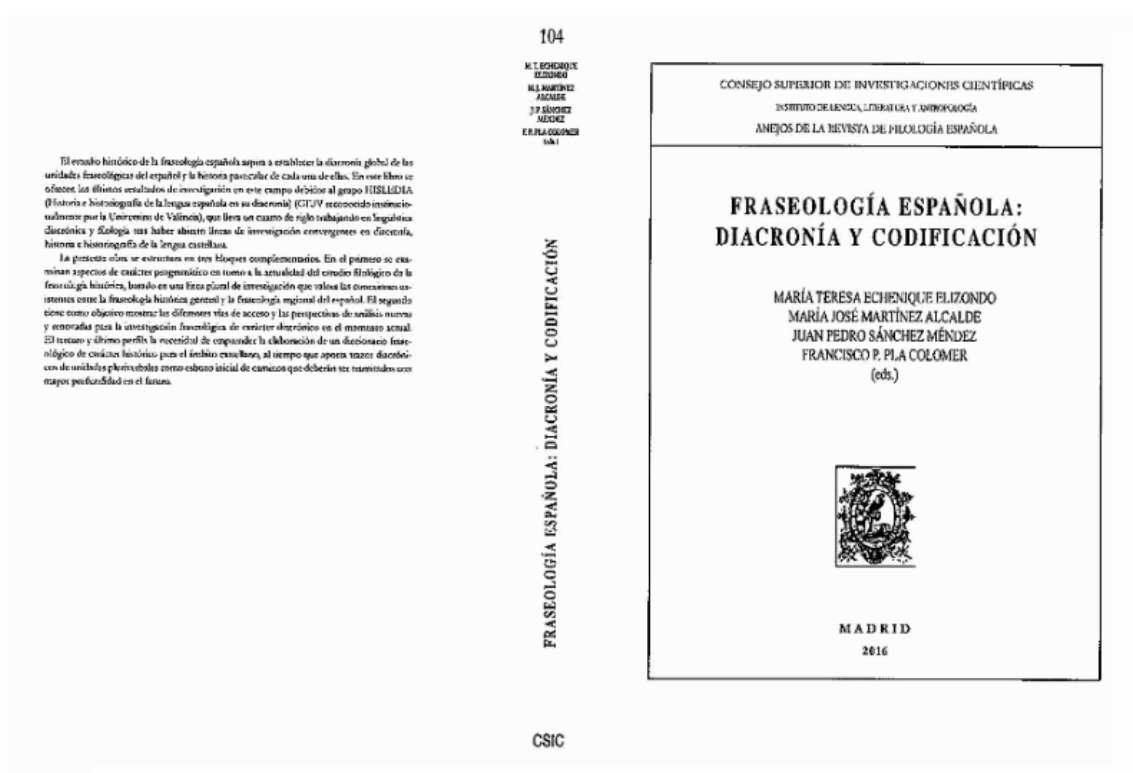 El estudio histórico de la fraseología española aspira a establecer la diacronía global de las
unidades fraseológicas del español y la historia particular de cada una de ellas. En este libro se
ofrecen los últimos resultados de investigación en este campo debidos al grupo HISLEDIA
(Historia e historiografía de la lengua española en su diacronía) (GIUV reconocido institucio-
nalmente por la Universitat de València), que lleva un cuarto de siglo trabajando en lingüística
diacrónica y filología tras haber abierto líneas de investigación convergentes en diacronía,
historia e historiografía de la lengua castellana.
La presente obra se estructura en tres bloques complementarios. En el primero se exa-
minan aspectos de carácter programático en torno a la actualidad del estudio filológico de la
fraseología histórica, basado en una línea plural de investigación que valora las conexiones ex-
istentes entre la fraseología histórica general y la fraseología regional del español. El segundo
tiene como objetivo mostrar las diferentes vías de acceso y las perspectivas de análisis nuevas
y renovadas para la investigación fraseológica de carácter diacrónico en el momento actual.
El tercero y último perfila la necesidad de emprender la elaboración de un diccionario frase-
ológico de carácter histórico para el ámbito castellano, al tiempo que aporta trazos diacróni-
cos de unidades pluriverbales como esbozo inicial de caminos que deberán ser transitados con
mayor profundidad en el futuro.
104
M. T. ECHENIQUE
ELIZONDO
M. J. MARTÍNEZ
ALCALDE
J. P. SÁNCHEZ
MÉNDEZ
F. P. PLA COLOMER
(eds.)
FRASEOLOGÍA ESPAÑOLA: DIACRONÍA Y CODIFICACIÓN
CSIC
CONSEJO SUPERIOR DE INVESTIGACIONES CIENTÍFICAS
INSTITUTO DE LENGUA, LITERATURA Y ANTROPOLOGÍA
ANEJOS DE LA REVISTA DE FILOLOGÍA ESPAÑOLA
FRASEOLOGÍA ESPAÑOLA:
DIACRONÍA Y CODIFICACIÓN
MARÍA TERESA ECHENIQUE ELIZONDO
MARÍA JOSÉ MARTÍNEZ ALCALDE
JUAN PEDRO SÁNCHEZ MÉNDEZ
FRANCISCO P. PLA COLOMER
(eds.)
MADRID
2016